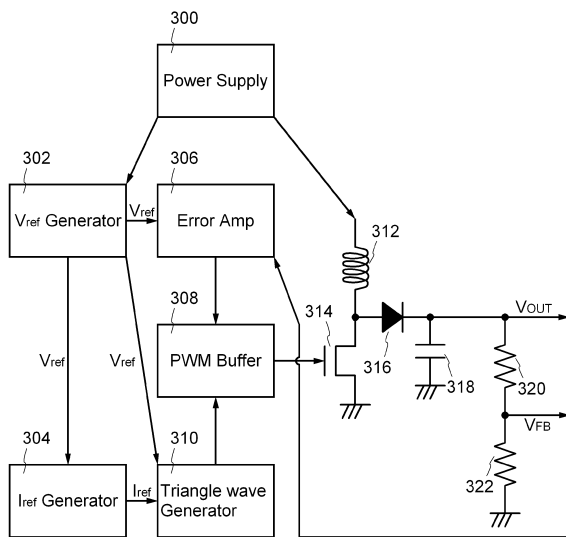 300
Power Supply
302
306
Vref Generator
Vref
Error Amp
312
308
314
VOUT
Vref
Vref
PWM Buffer
316
318
320
VFB
304
310
Iref Generator
Iref
Triangle wave
Generator
322